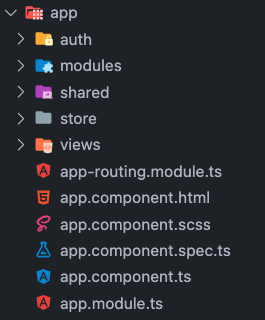 app
auth
modules
shared
store
views
app-routing.module.ts
app.component.html
app.component.scss
app.component.spec.ts
app.component.ts
app.module.ts